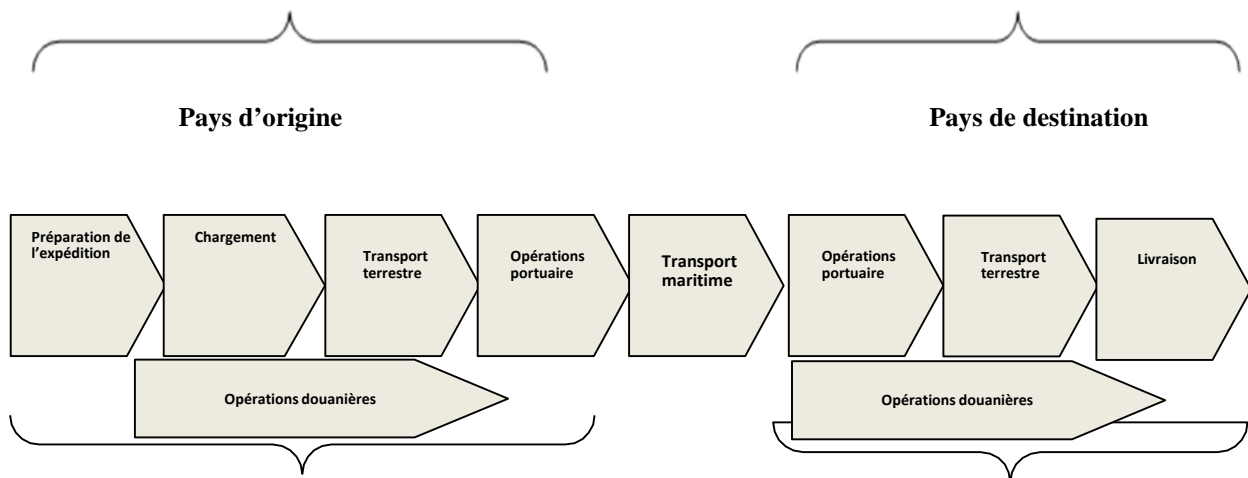 Pays d’origine
Pays de destination
Préparation de
l’expédition
Chargement
Transport
terrestre
Opérations
portuaire
Transport
maritime
Opérations
portuaire
Transport
terrestre
Livraison
Opérations douanières
Opérations douanières